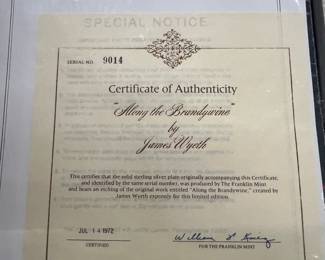 SPECIAL NOTICE
SERIAL NO. 9014
Certificate of Authenticity
"Along the Brandywine"
by
James Wyeth
This certifies that the solid sterling silver plate originally accompanying this Certificate,
and identified by the same serial number, was produced by The Franklin Mint
and bears an etching of the original work entitled "Along the Brandywine," created by
James Wyeth expressly for this limited edition.
JUL 14 1972
CERTIFIED
FOR THE FRANKLIN MINT